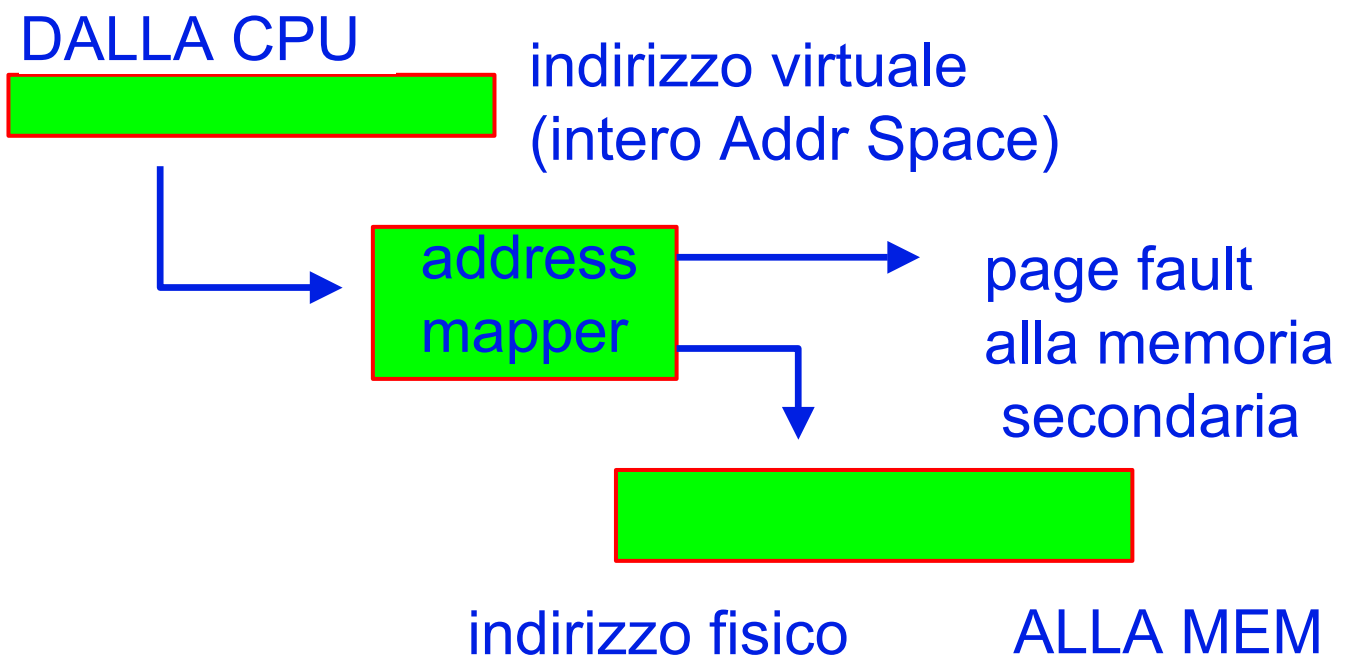 DALLA CPU
indirizzo virtuale
(intero Addr Space)
address
mapper
page fault
alla memoria
secondaria
indirizzo fisico
ALLA MEM